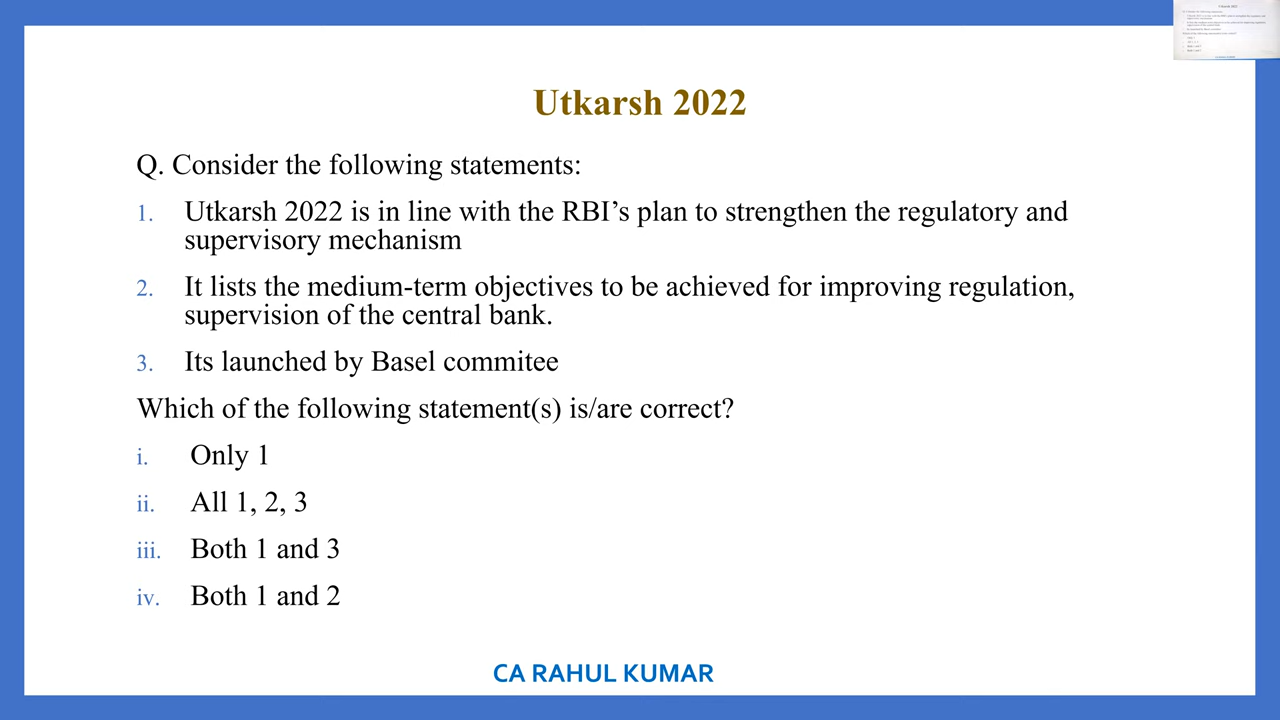 Utkarsh 2022
Q. Consider the following statements:
1. Utkarsh 2022 is in line with the RBI’s plan to strengthen the regulatory and
supervisory mechanism
2. It lists the medium-term objectives to be achieved for improving regulation,
supervision of the central bank.
3. Its launched by Basel commitee
Which of the following statement(s) is/are correct?
i. Only 1
ii. All 1, 2, 3
iii. Both 1 and 3
iv. Both 1 and 2
CA RAHUL KUMAR